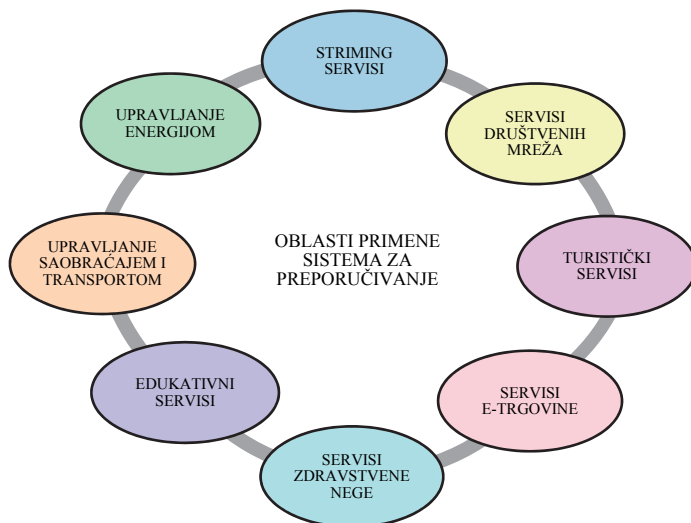 STRIMING
SERVISI
SERVISI
DRUŠTVENIH
MREŽA
TURISTIČKI
SERVISI
SERVISI
E-TRGOVINE
SERVISI
ZDRAVSTVENE
NEGE
EDUKATIVNI
SERVISI
UPRAVLJANJE
SAOBRAĆAJEM I
TRANSPORTOM
UPRAVLJANJE
ENERGIJOM
OBLASTI PRIMENE
SISTEMA ZA
PREPORUČIVANJE